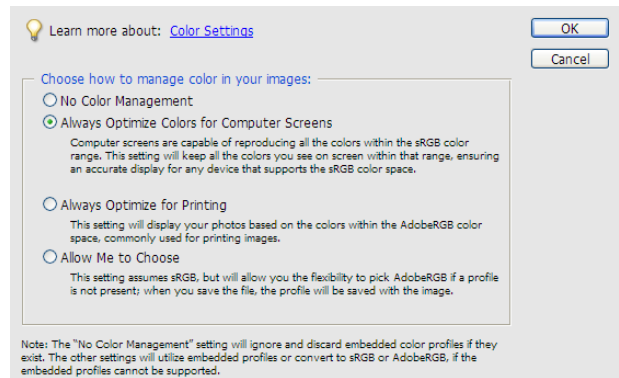 Learn more about: Color Settings
OK
Cancel
Choose how to manage color in your images:
No Color Management
Always Optimize Colors for Computer Screens
Computer screens are capable of reproducing all the colors within the sRGB color
range. This setting will keep all the colors you see on screen within that range, ensuring
an accurate display for any device that supports the sRGB color space.
Always Optimize for Printing
This setting will display your photos based on the colors within the AdobeRGB color
space, commonly used for printing images.
Allow Me to Choose
This setting assumes sRGB, but will allow you the flexibility to pick AdobeRGB if a profile
is not present; when you save the file, the profile will be saved with the image.
Note: The "No Color Management" setting will ignore and discard embedded color profiles if they
exist. The other settings will utilize embedded profiles or convert to sRGB or AdobeRGB, if the
embedded profiles cannot be supported.